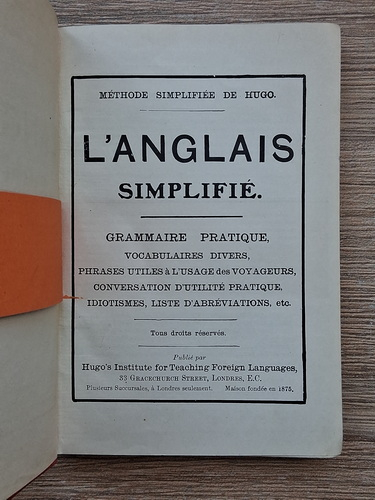 MÉTHODE SIMPLIFIÉE DE HUGO.
L'ANGLAIS
SIMPLIFIÉ.
GRAMMAIRE PRATIQUE,
VOCABULAIRES DIVERS,
PHRASES UTILES à L'USAGE des VOYAGEURS,
CONVERSATION D'UTILITÉ PRATIQUE,
IDIOTISMES, LISTE D'ABRÉVIATIONS, etc.
Tous droits réservés.
Publié par
Hugo's Institute for Teaching Foreign Languages,
33 GRACECHURCH STREET, LONDRES, E.C.
Plusieurs Succursales, à Londres seulement. Maison fondée en 1875.